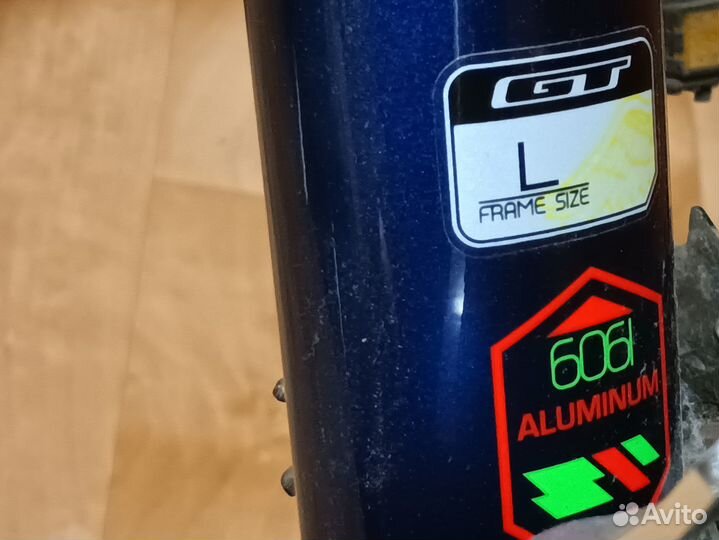 GT
L
FRAME SIZE
6061
ALUMINUM
Avito